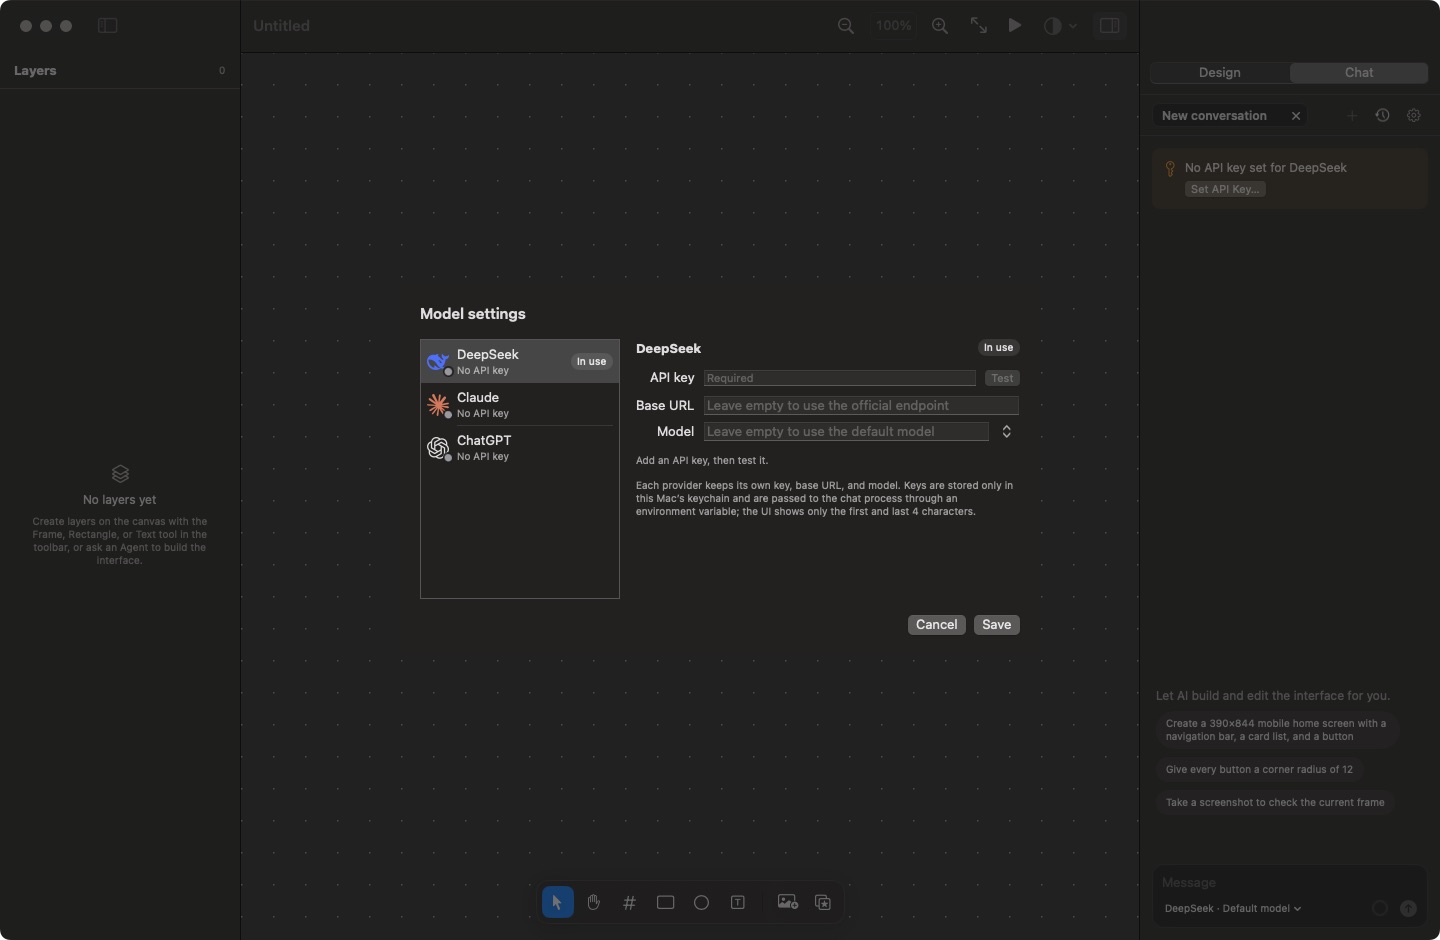 Untitled
100%
Layers
0
No layers yet
Create layers on the canvas with the
Frame, Rectangle, or Text tool in the
toolbar, or ask an Agent to build the
interface.
Model settings
DeepSeek
No API key
In use
Claude
No API key
ChatGPT
No API key
DeepSeek
In use
API key
Required
Test
Base URL
Leave empty to use the official endpoint
Model
Leave empty to use the default model
Add an API key, then test it.
Each provider keeps its own key, base URL, and model. Keys are stored only in
this Mac's keychain and are passed to the chat process through an
environment variable; the UI shows only the first and last 4 characters.
Cancel
Save
Design
Chat
New conversation
No API key set for DeepSeek
Set API Key...
Let AI build and edit the interface for you.
Create a 390×844 mobile home screen with a
navigation bar, a card list, and a button
Give every button a corner radius of 12
Take a screenshot to check the current frame
Message
DeepSeek · Default model